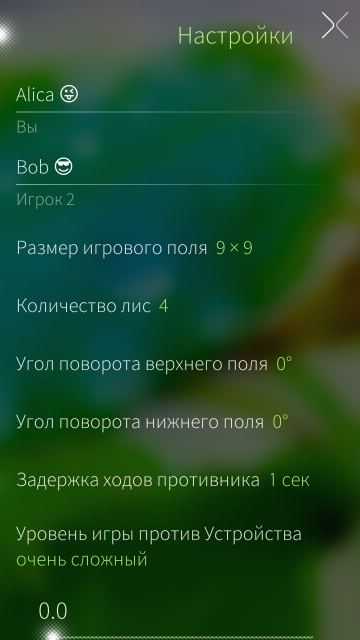 Настройки
Alica 😜
Вы
Bob 😎
Игрок 2
Размер игрового поля 9 × 9
Количество лис 4
Угол поворота верхнего поля 0°
Угол поворота нижнего поля 0°
Задержка ходов противника 1 сек
Уровень игры против Устройства
очень сложный
0.0